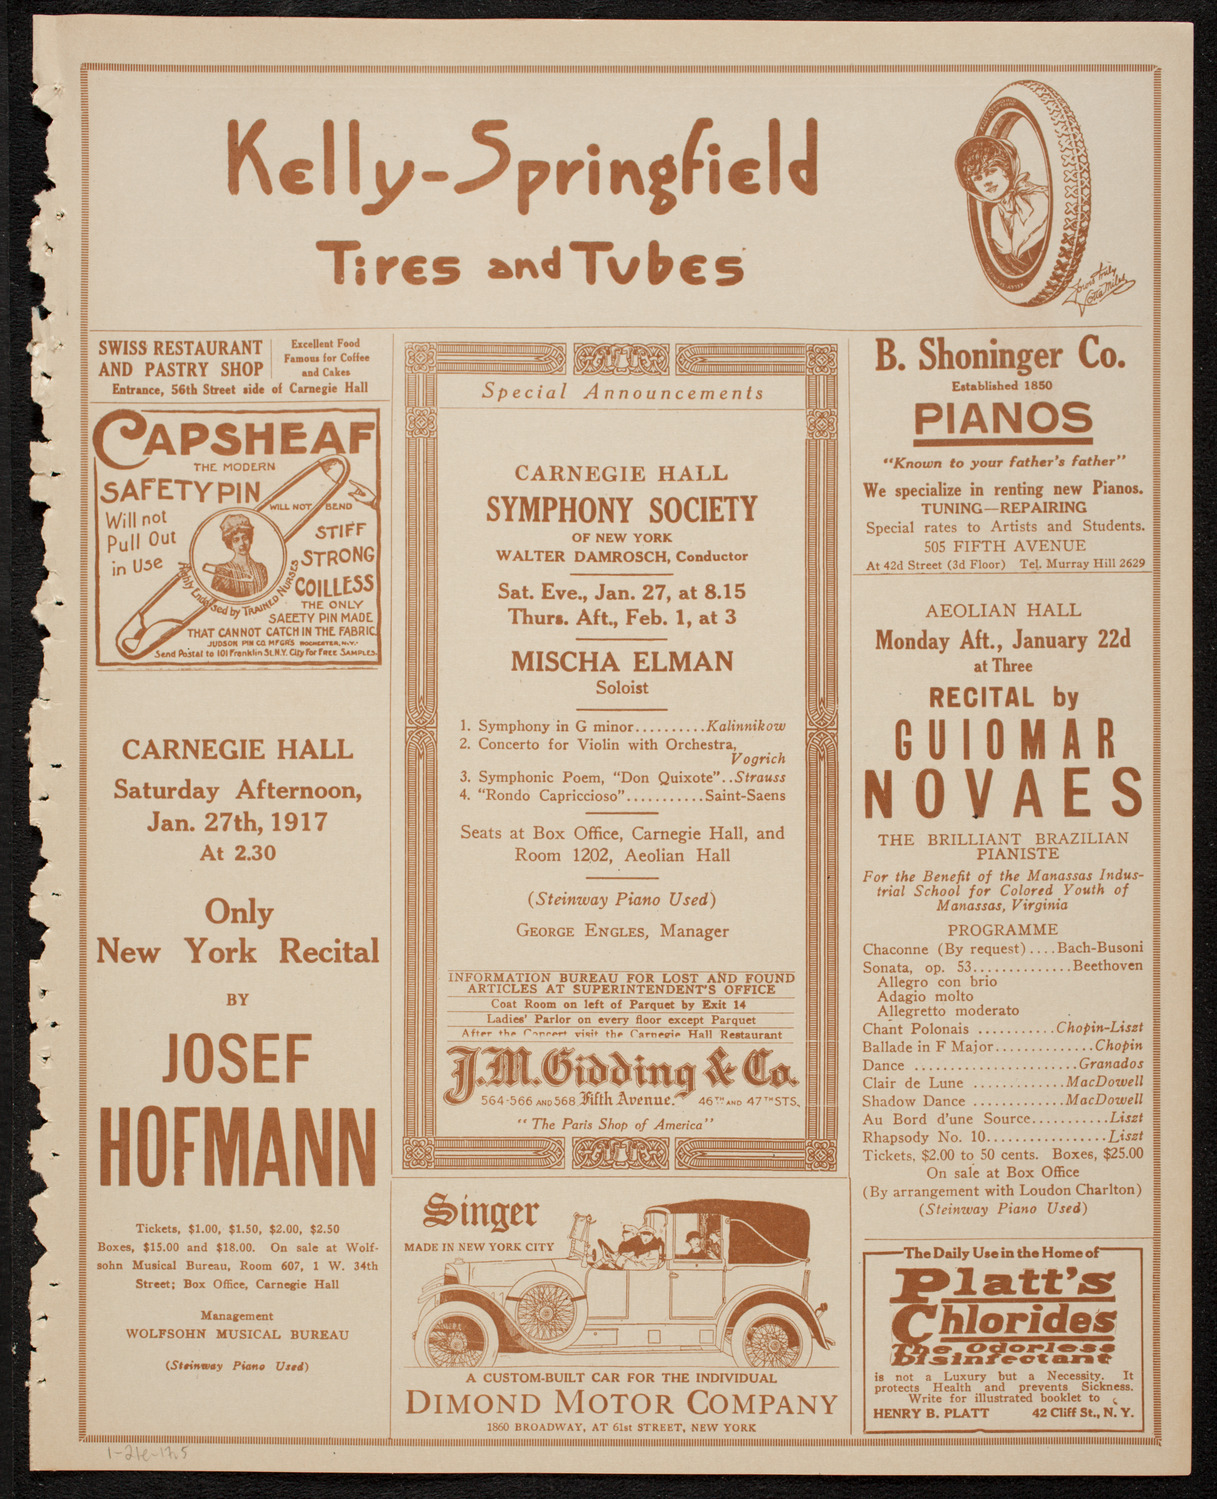 Kelly-Springfield
Tires and Tubes
Yours truly
Lotta Miles
SWISS RESTAURANT
AND PASTRY SHOP
Excellent Food
Famous for Coffee
and Cakes
Entrance, 56th Street side of Carnegie Hall
CAPSHEAF
THE MODERN
SAFETY PIN
WILL NOT BEND
Will not
Pull Out
in Use
STIFF
STRONG
COILLESS
Highly Endorsed by TRAINED NURSES
THE ONLY
SAFETY PIN MADE
THAT CANNOT CATCH IN THE FABRIC.
JUDSON PIN CO. MFGRS ROCHESTER, N.Y.
Send Postal to 101 Franklin St. N.Y. City for FREE SAMPLES.
CARNEGIE HALL
Saturday Afternoon,
Jan. 27th, 1917
At 2.30
Only
New York Recital
BY
JOSEF
HOFMANN
Tickets, $1.00, $1.50, $2.00, $2.50
Boxes, $15.00 and $18.00. On sale at Wolf-
sohn Musical Bureau, Room 607, 1 W. 34th
Street; Box Office, Carnegie Hall
Management
WOLFSOHN MUSICAL BUREAU
(Steinway Piano Used)
Special Announcements
CARNEGIE HALL
SYMPHONY SOCIETY
OF NEW YORK
WALTER DAMROSCH, Conductor
Sat. Eve., Jan. 27, at 8.15
Thurs. Aft., Feb. 1, at 3
MISCHA ELMAN
Soloist
1. Symphony in G minor..........Kalinnikow
2. Concerto for Violin with Orchestra,
Vogrich
3. Symphonic Poem, "Don Quixote"..Strauss
4. "Rondo Capriccioso"...........Saint-Saens
Seats at Box Office, Carnegie Hall, and
Room 1202, Aeolian Hall
(Steinway Piano Used)
GEORGE ENGLES, Manager
INFORMATION BUREAU FOR LOST AND FOUND
ARTICLES AT SUPERINTENDENT'S OFFICE
Coat Room on left of Parquet by Exit 14
Ladies' Parlor on every floor except Parquet
After the Concert visit the Carnegie Hall Restaurant
J.M. Gidding & Co.
564-566 AND 568 Fifth Avenue. 46TH AND 47TH STS.
"The Paris Shop of America"
Singer
MADE IN NEW YORK CITY
A CUSTOM-BUILT CAR FOR THE INDIVIDUAL
DIMOND MOTOR COMPANY
1860 BROADWAY, AT 61st STREET, NEW YORK
B. Shoninger Co.
Established 1850
PIANOS
"Known to your father's father"
We specialize in renting new Pianos.
TUNING—REPAIRING
Special rates to Artists and Students.
505 FIFTH AVENUE
At 42d Street (3d Floor) Tel. Murray Hill 2629
AEOLIAN HALL
Monday Aft., January 22d
at Three
RECITAL by
GUIOMAR
NOVAES
THE BRILLIANT BRAZILIAN
PIANISTE
For the Benefit of the Manassas Indus-
trial School for Colored Youth of
Manassas, Virginia
PROGRAMME
Chaconne (By request)....Bach-Busoni
Sonata, op. 53..............Beethoven
Allegro con brio
Adagio molto
Allegretto moderato
Chant Polonais ...........Chopin-Liszt
Ballade in F Major..............Chopin
Dance .......................Granados
Clair de Lune .............MacDowell
Shadow Dance .............MacDowell
Au Bord d'une Source...........Liszt
Rhapsody No. 10.................Liszt
Tickets, $2.00 to 50 cents. Boxes, $25.00
On sale at Box Office
(By arrangement with Loudon Charlton)
(Steinway Piano Used)
The Daily Use in the Home of
Platt's
Chlorides
The Odorless
Disinfectant
is not a Luxury but a Necessity. It
protects Health and prevents Sickness.
Write for illustrated booklet to
HENRY B. PLATT 42 Cliff St., N. Y.